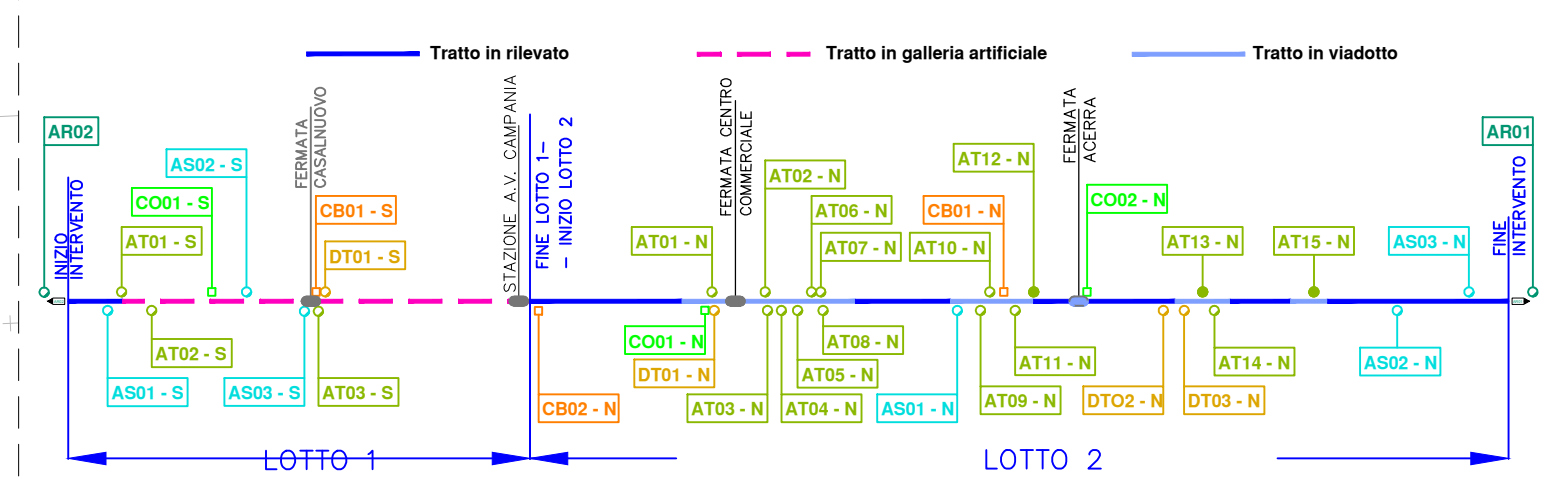 Tratto in rilevato
Tratto in galleria artificiale
Tratto in viadotto
AR02
INIZIO
INTERVENTO
AT01 - S
CO01 - S
AS02 - S
FERMATA
CASALNUOVO
CB01 - S
DT01 - S
STAZIONE A.V. CAMPANIA
FINE LOTTO 1-
- INIZIO LOTTO 2
AT01 - N
FERMATA CENTRO
COMMERCIALE
AT02 - N
AT06 - N
AT07 - N
AT10 - N
CB01 - N
AT12 - N
FERMATA
ACERRA
CO02 - N
AT13 - N
AT15 - N
AS03 - N
FINE
INTERVENTO
AR01
AS01 - S
AT02 - S
AS03 - S
AT03 - S
CB02 - N
CO01 - N
DT01 - N
AT03 - N
AT04 - N
AT05 - N
AT08 - N
AS01 - N
AT09 - N
AT11 - N
DTO2 - N
DT03 - N
AT14 - N
AS02 - N
LOTTO 1
LOTTO 2